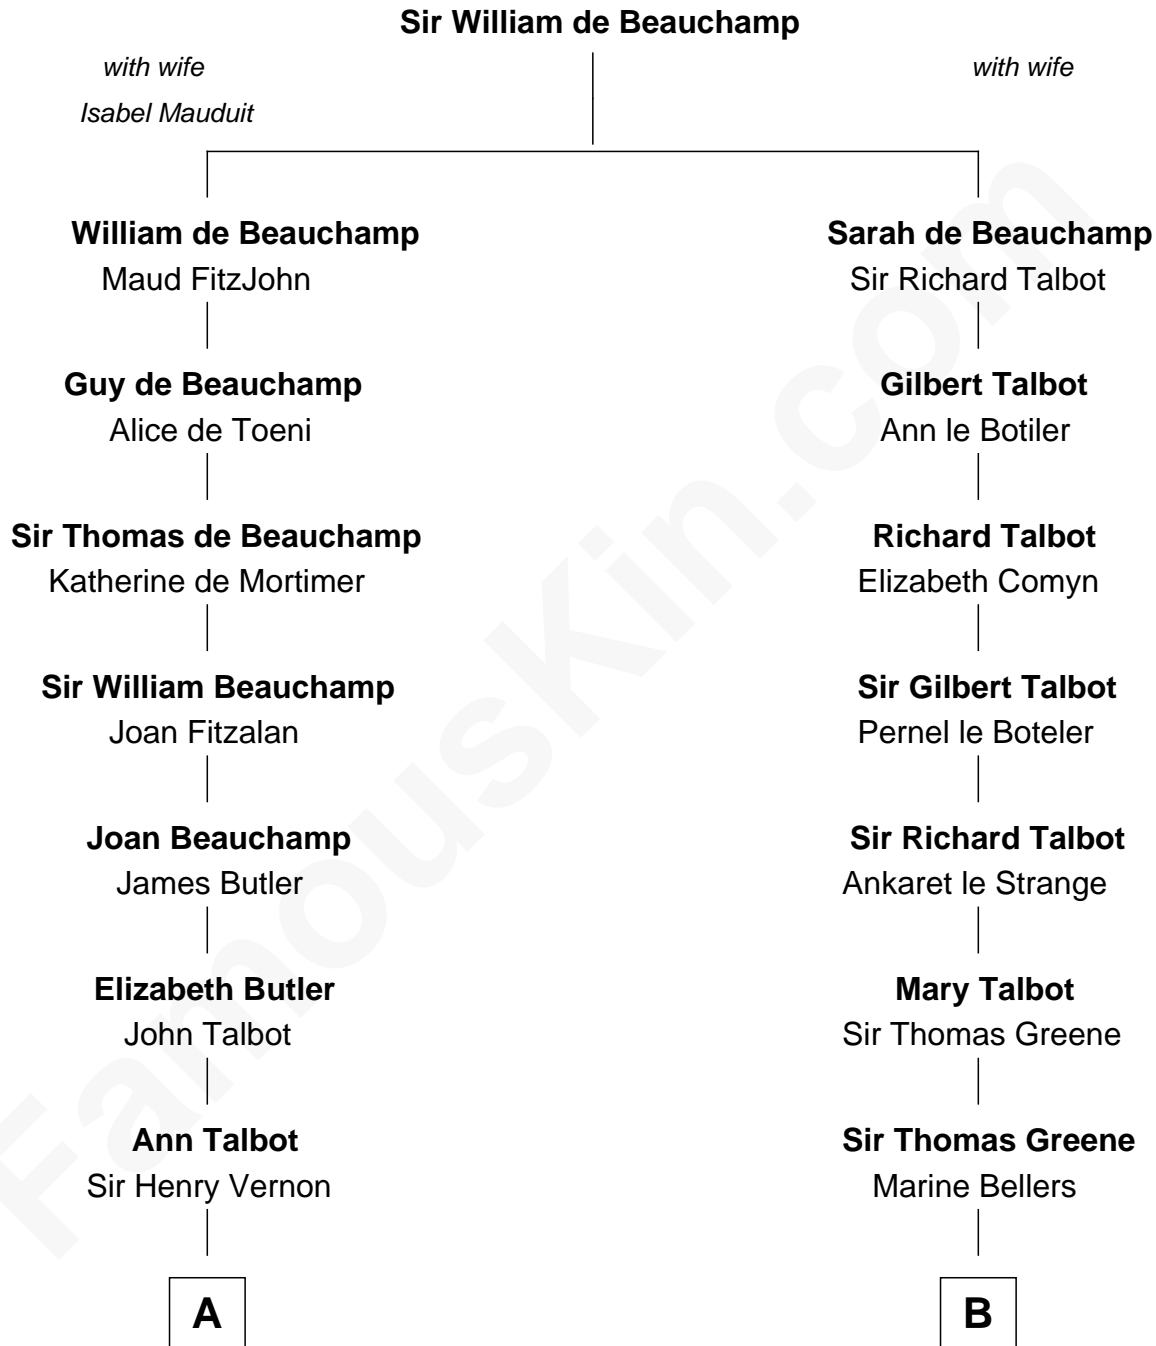 Sir William de Beauchamp
with wife
with wife
Isabel Mauduit
William de Beauchamp
Sarah de Beauchamp
Maud FitzJohn
Sir Richard Talbot
Guy de Beauchamp
Gilbert Talbot
Alice de Toeni
Ann le Botiler
Sir Thomas de Beauchamp
Richard Talbot
Katherine de Mortimer
Elizabeth Comyn
Sir William Beauchamp
Sir Gilbert Talbot
Joan Fitzalan
Pernel le Boteler
Joan Beauchamp
Sir Richard Talbot
James Butler
Ankaret le Strange
Elizabeth Butler
Mary Talbot
John Talbot
Sir Thomas Greene
Ann Talbot
Sir Thomas Greene
Sir Henry Vernon
Marine Bellers
A
B
FamousKin.com